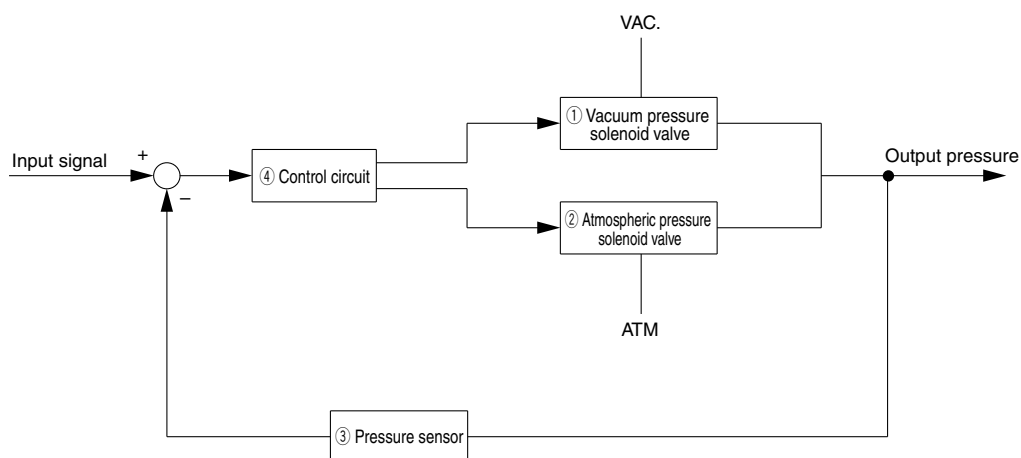 VAC.
① Vacuum pressure
solenoid valve
Input signal
+
−
④ Control circuit
Output pressure
② Atmospheric pressure
solenoid valve
ATM
③ Pressure sensor